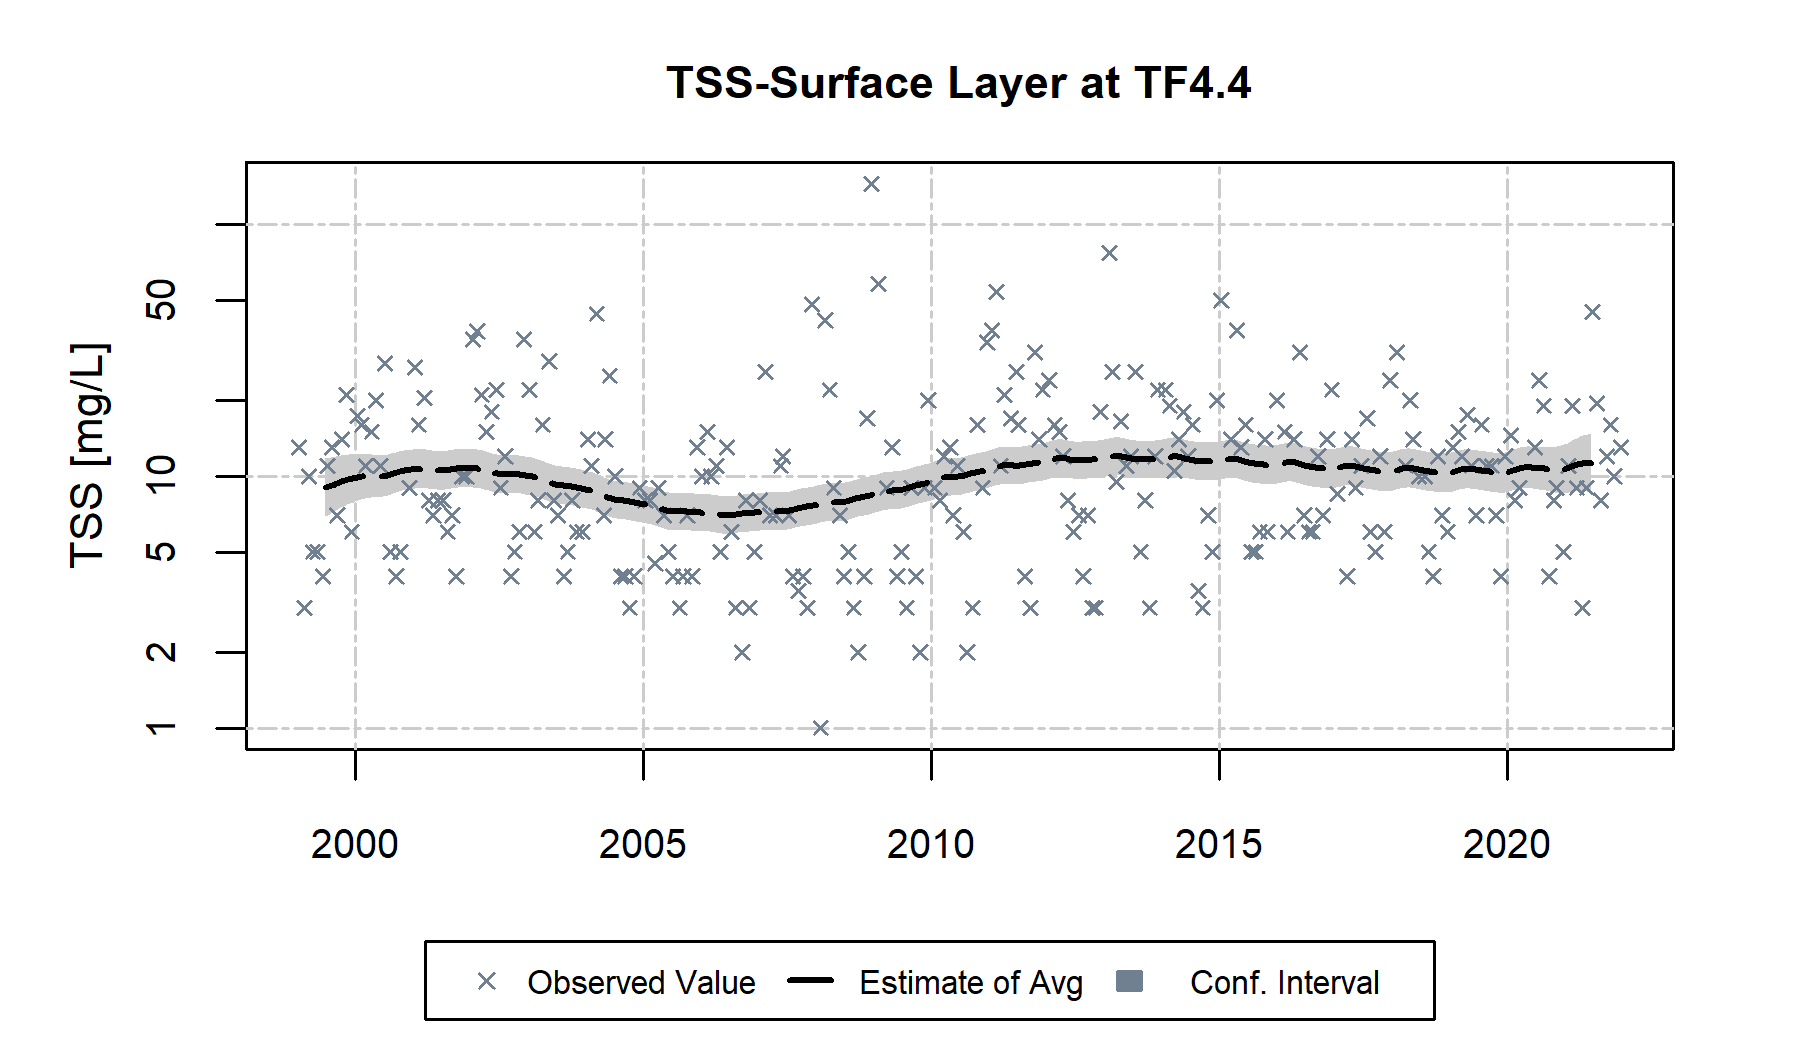 TSS-Surface Layer at TF4.4
TSS [mg/L]
50
10
5
2
1
2000 2005 2010 2015 2020
Observed Value Estimate of Avg Conf. Interval